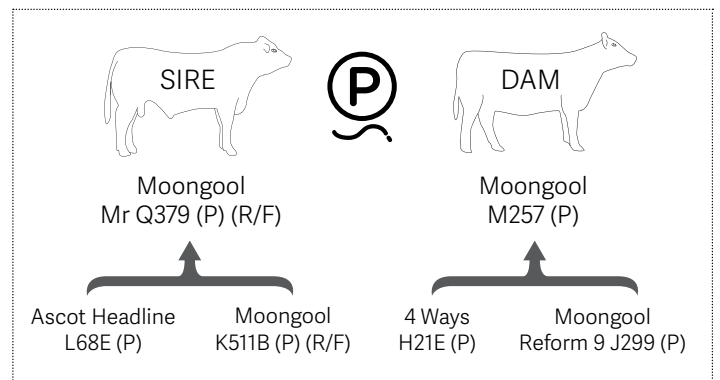 SIRE
P
DAM
Moongool
Mr Q379 (P) (R/F)
Moongool
M257 (P)
Ascot Headline
L68E (P)
Moongool
K511B (P) (R/F)
4 Ways
H21E (P)
Moongool
Reform 9 J299 (P)